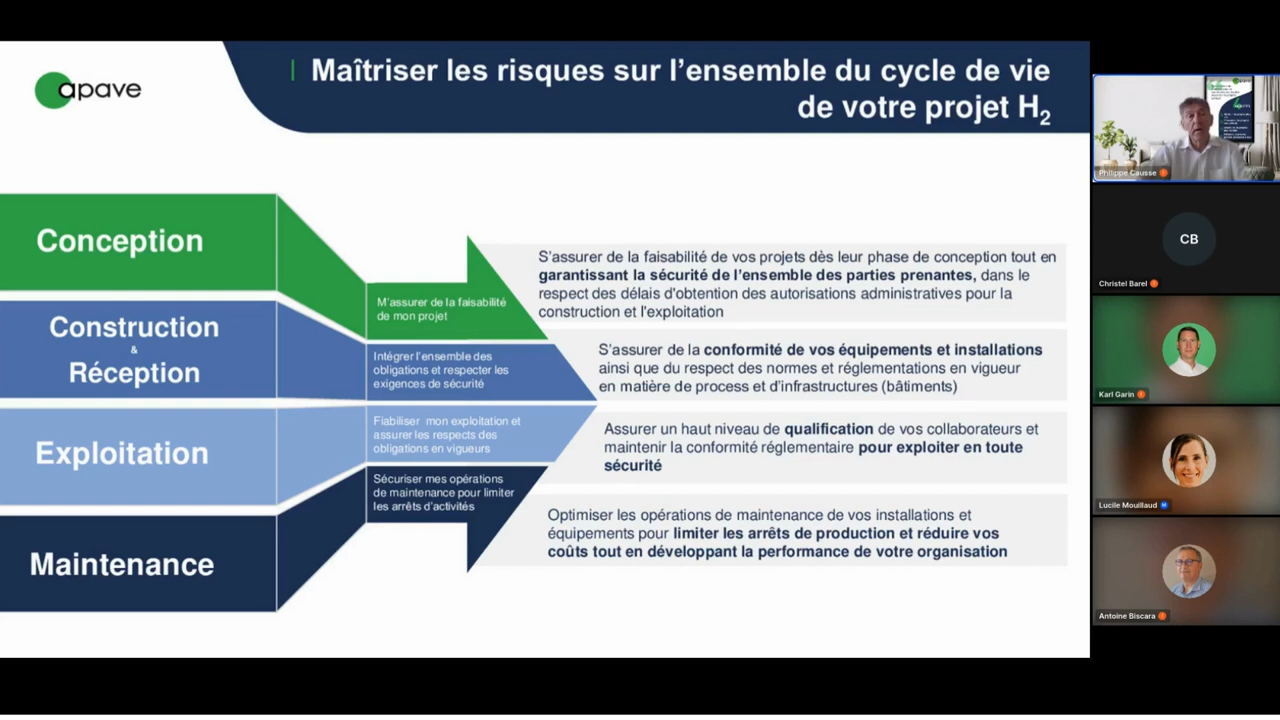 apave
Maîtriser les risques sur l'ensemble du cycle de vie
de votre projet H₂
Conception
M'assurer de la faisabilité
de mon projet
S'assurer de la faisabilité de vos projets dès leur phase de conception tout en
garantissant la sécurité de l'ensemble des parties prenantes, dans le
respect des délais d'obtention des autorisations administratives pour la
construction et l'exploitation
Construction
&
Réception
Intégrer l'ensemble des
obligations et respecter les
exigences de sécurité
S'assurer de la conformité de vos équipements et installations
ainsi que du respect des normes et réglementations en vigueur
en matière de process et d'infrastructures (bâtiments)
Exploitation
Fiabiliser mon exploitation et
assurer les respects des
obligations en vigueurs
Assurer un haut niveau de qualification de vos collaborateurs et
maintenir la conformité réglementaire pour exploiter en toute
sécurité
Maintenance
Sécuriser mes opérations
de maintenance pour limiter
les arrêts d'activités
Optimiser les opérations de maintenance de vos installations et
équipements pour limiter les arrêts de production et réduire vos
coûts tout en développant la performance de votre organisation
Philippe Causse
CB
Christel Barel
Karl Garin
Lucile Mouillaud
M
Antoine Biscara